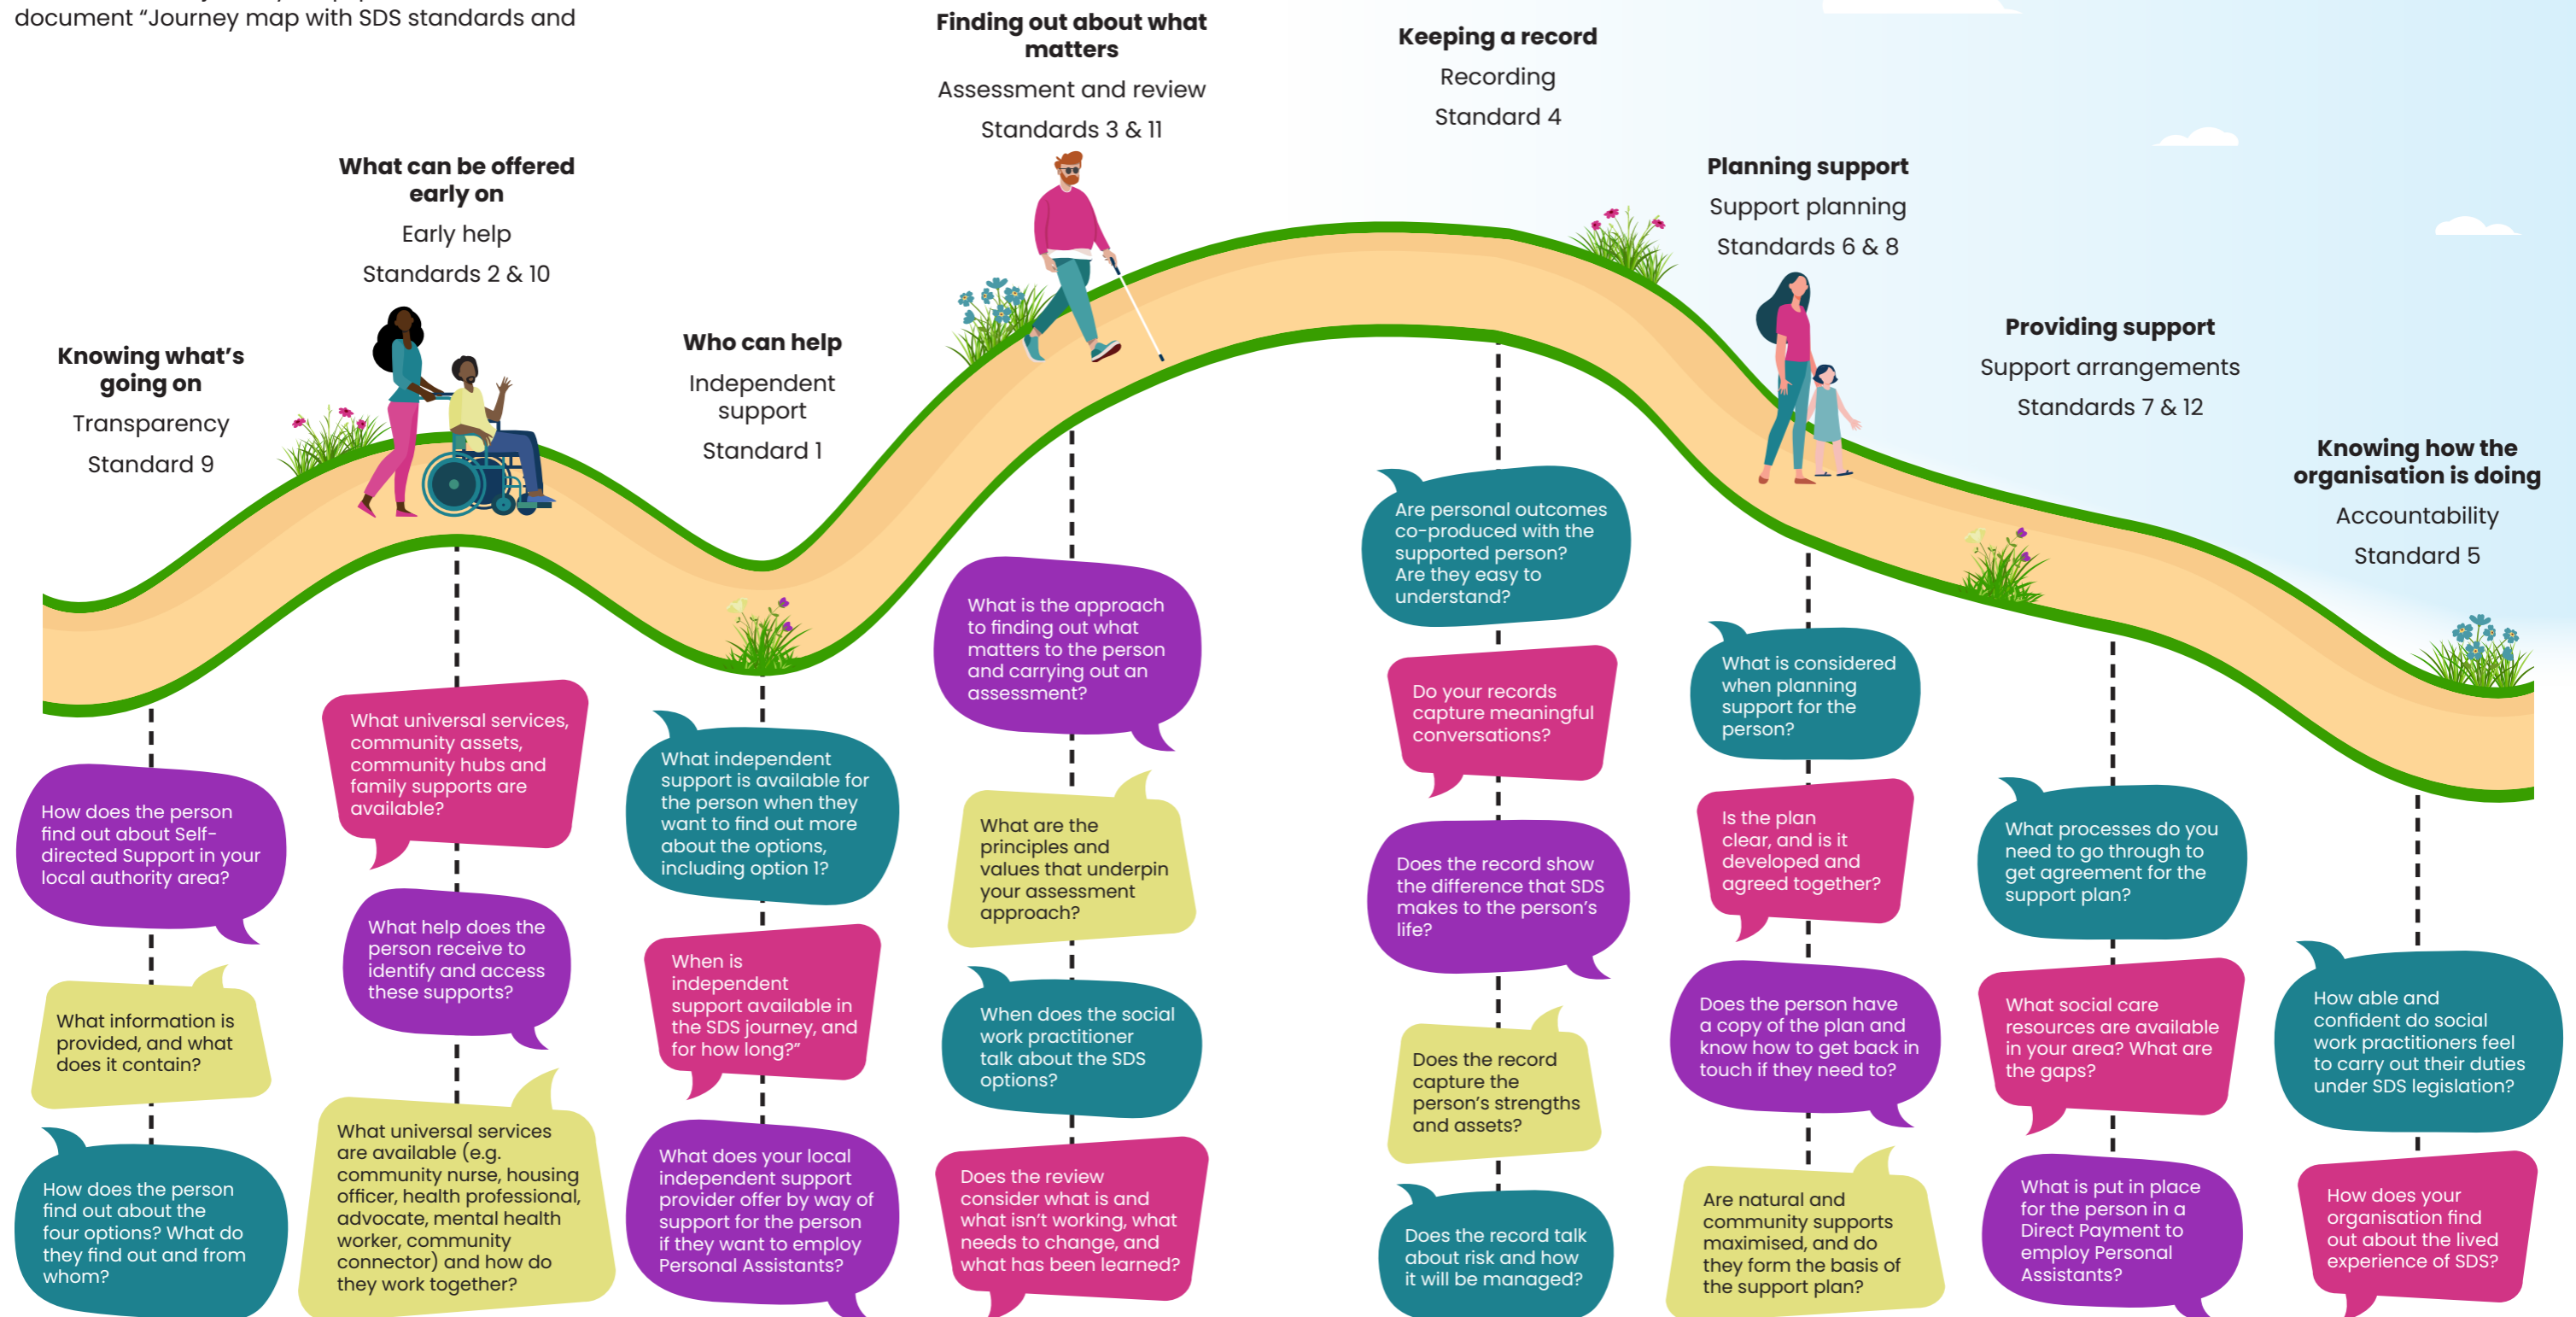 document “Journey map with SDS standards and
Knowing what’s
going on
Transparency
Standard 9
How does the person
find out about Self-
directed Support in your
local authority area?
What information is
provided, and what
does it contain?
How does the person
find out about the
four options? What do
they find out and from
whom?
What can be offered
early on
Early help
Standards 2 & 10
What universal services,
community assets,
community hubs and
family supports are
available?
What help does the
person receive to
identify and access
these supports?
What universal services
are available (e.g.
community nurse, housing
officer, health professional,
advocate, mental health
worker, community
connector) and how do
they work together?
Who can help
Independent
support
Standard 1
What independent
support is available for
the person when they
want to find out more
about the options,
including option 1?
When is
independent
support available in
the SDS journey, and
for how long?”
What does your local
independent support
provider offer by way of
support for the person
if they want to employ
Personal Assistants?
Finding out about what
matters
Assessment and review
Standards 3 & 11
What is the approach
to finding out what
matters to the person
and carrying out an
assessment?
What are the
principles and
values that underpin
your assessment
approach?
When does the social
work practitioner
talk about the SDS
options?
Does the review
consider what is and
what isn’t working, what
needs to change, and
what has been learned?
Keeping a record
Recording
Standard 4
Are personal outcomes
co-produced with the
supported person?
Are they easy to
understand?
Do your records
capture meaningful
conversations?
Does the record show
the difference that SDS
makes to the person’s
life?
Does the record
capture the
person’s strengths
and assets?
Does the record talk
about risk and how
it will be managed?
Planning support
Support planning
Standards 6 & 8
What is considered
when planning
support for the
person?
Is the plan
clear, and is it
developed and
agreed together?
Does the person have
a copy of the plan and
know how to get back in
touch if they need to?
Are natural and
community supports
maximised, and do
they form the basis of
the support plan?
Providing support
Support arrangements
Standards 7 & 12
What processes do you
need to go through to
get agreement for the
support plan?
What social care
resources are available
in your area? What are
the gaps?
What is put in place
for the person in a
Direct Payment to
employ Personal
Assistants?
Knowing how the
organisation is doing
Accountability
Standard 5
How able and
confident do social
work practitioners feel
to carry out their duties
under SDS legislation?
How does your
organisation find
out about the lived
experience of SDS?